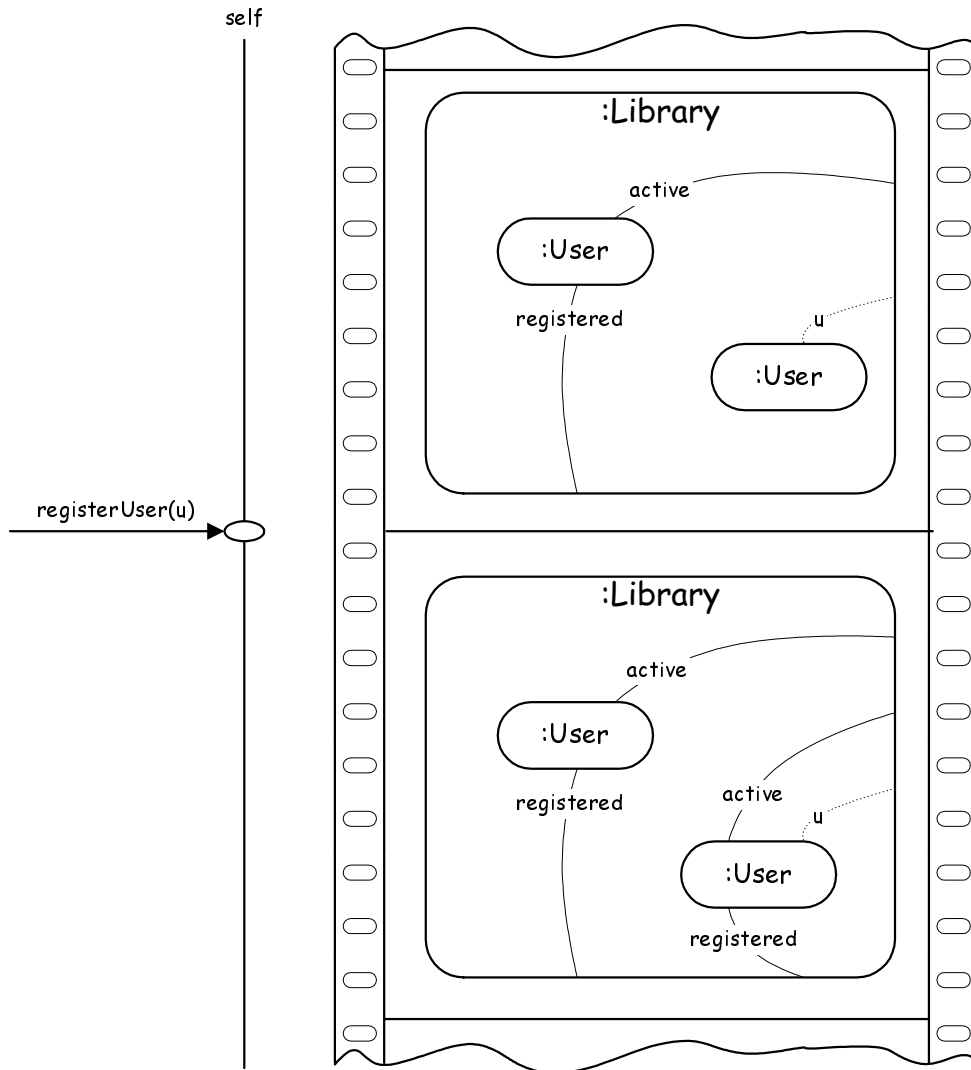 self
:Library
active
:User
registered
u
:User
registerUser(u)
:Library
active
:User
active
registered
u
:User
registered